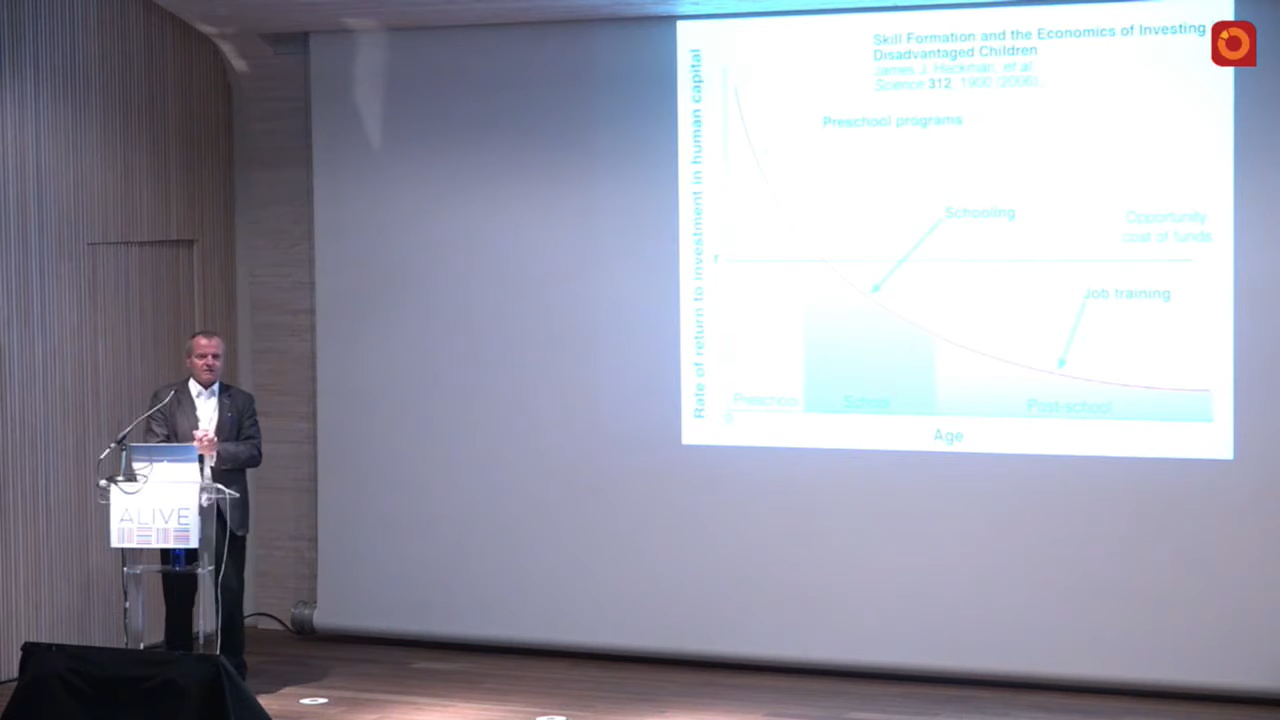 Skill Formation and the Economics of Investing
Disadvantaged Children
James J. Heckman, et al.
Science 312, 1900 (2006)
Preschool programs
Schooling
Opportunity
cost of funds
Job training
Rate of return to investment in human capital
r
Preschool
School
Post-school
0
Age
ALIVE